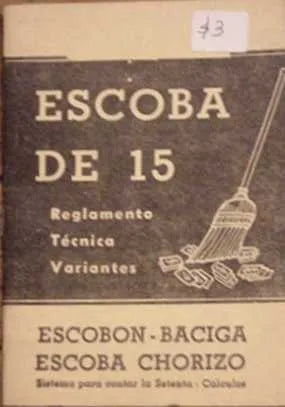 $3
ESCOBA
DE 15
Reglamento
Técnica
Variantes
ESCOBON - BACIGA
ESCOBA CHORIZO
Sistema para contar la Setenta - Cálculos